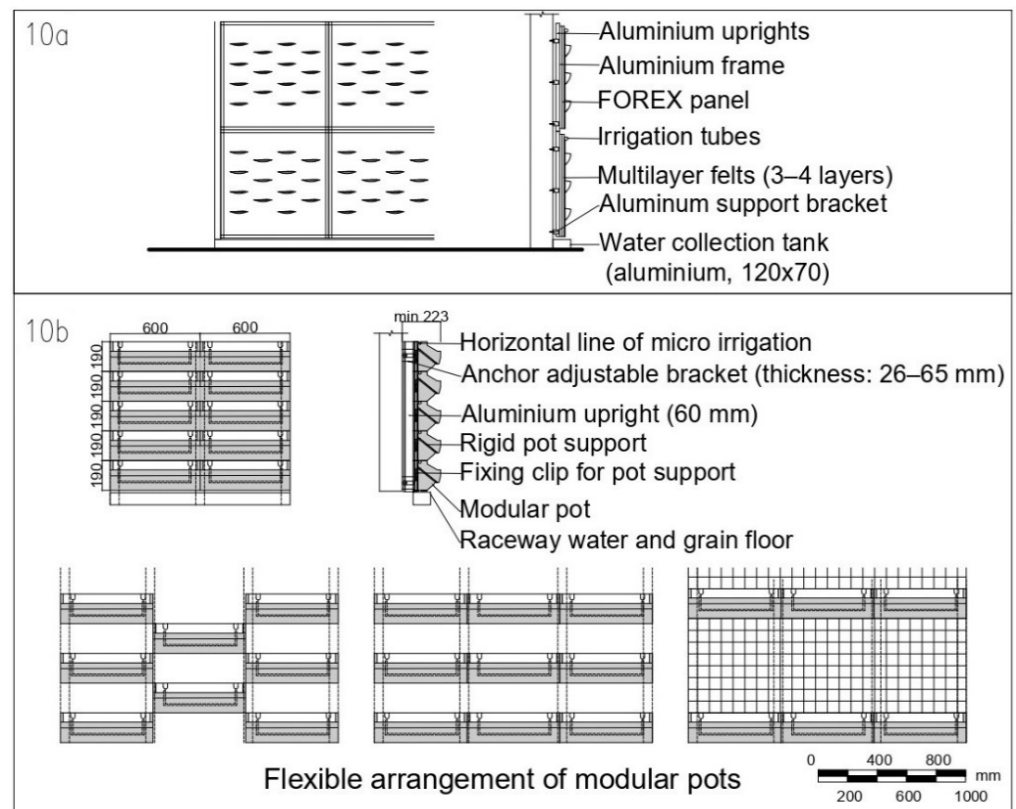 10a
Aluminium uprights
Aluminium frame
FOREX panel
Irrigation tubes
Multilayer felts (3–4 layers)
Aluminum support bracket
Water collection tank
(aluminium, 120x70)
10b
600 600
190
190
190
190
190
min 223
Horizontal line of micro irrigation
Anchor adjustable bracket (thickness: 26–65 mm)
Aluminium upright (60 mm)
Rigid pot support
Fixing clip for pot support
Modular pot
Raceway water and grain floor
Flexible arrangement of modular pots
0 400 800 mm
200 600 1000